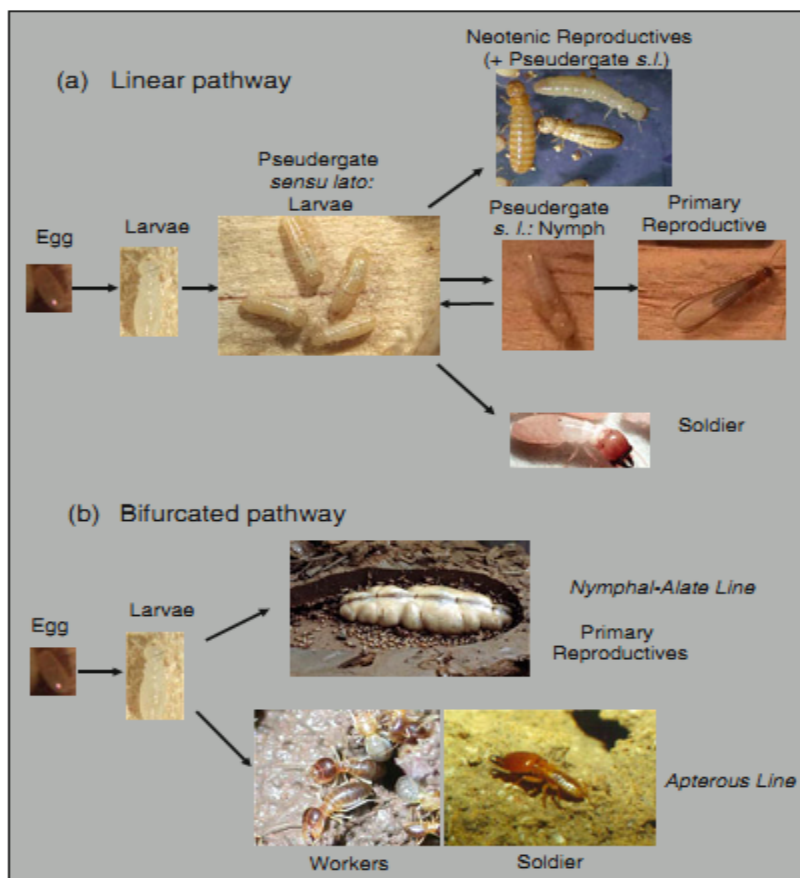 (a) Linear pathway
Neotenic Reproductives
(+ Pseudergate s.l.)
Egg
Larvae
Pseudergate
sensu lato:
Larvae
Pseudergate
s. l.: Nymph
Primary
Reproductive
Soldier
(b) Bifurcated pathway
Egg
Larvae
Nymphal-Alate Line
Primary
Reproductives
Apterous Line
Workers
Soldier